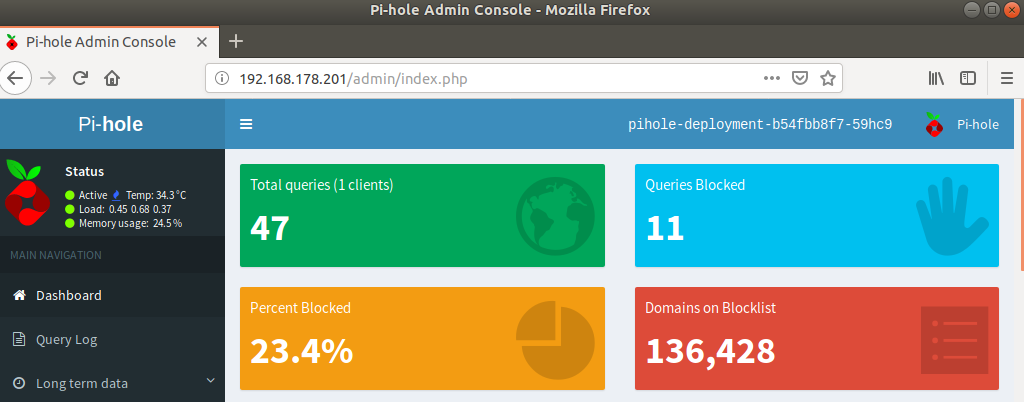 Pi-hole Admin Console - Mozilla Firefox
Pi-hole Admin Console
192.168.178.201/admin/index.php
Pi-hole
pihole-deployment-b54fbb8f7-59hc9
Pi-hole
Status
Active Temp: 34.3 °C
Load: 0.45 0.68 0.37
Memory usage: 24.5 %
MAIN NAVIGATION
Dashboard
Query Log
Long term data
Total queries (1 clients)
47
Queries Blocked
11
Percent Blocked
23.4%
Domains on Blocklist
136,428